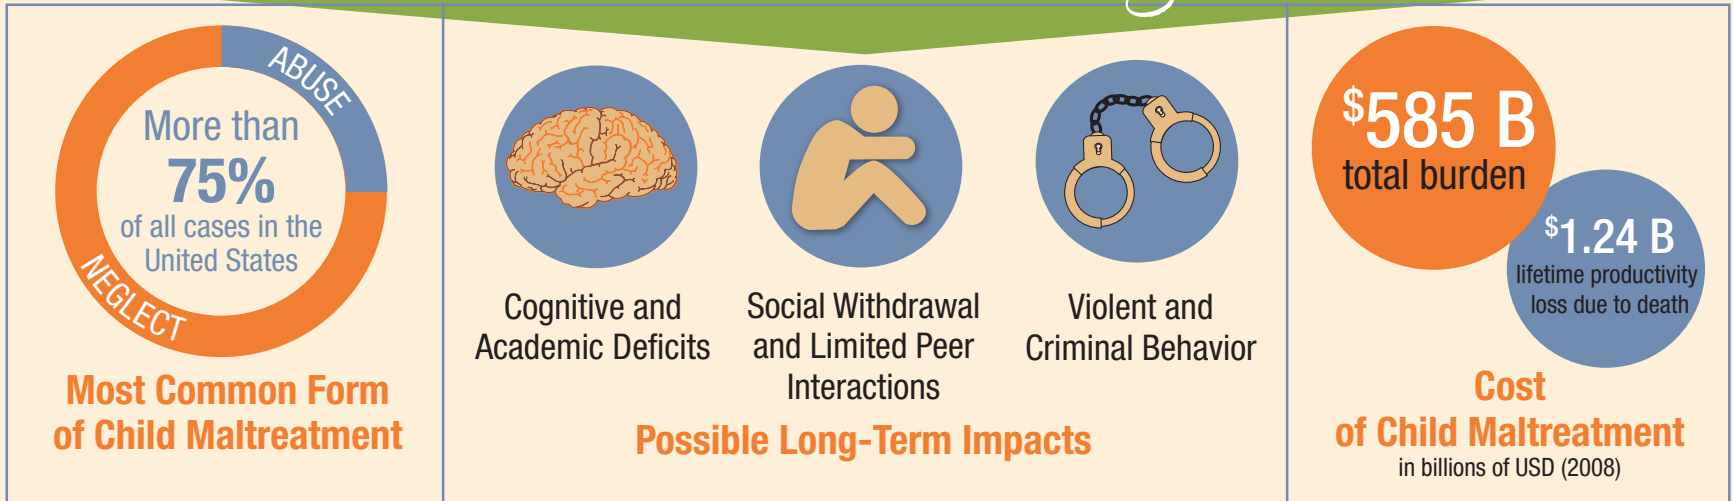 ABUSE
More than
75%
of all cases in the
United States
NEGLECT
Most Common Form
of Child Maltreatment
Cognitive and
Academic Deficits
Social Withdrawal
and Limited Peer
Interactions
Violent and
Criminal Behavior
Possible Long-Term Impacts
$585 B
total burden
$1.24 B
lifetime productivity
loss due to death
Cost
of Child Maltreatment
in billions of USD (2008)